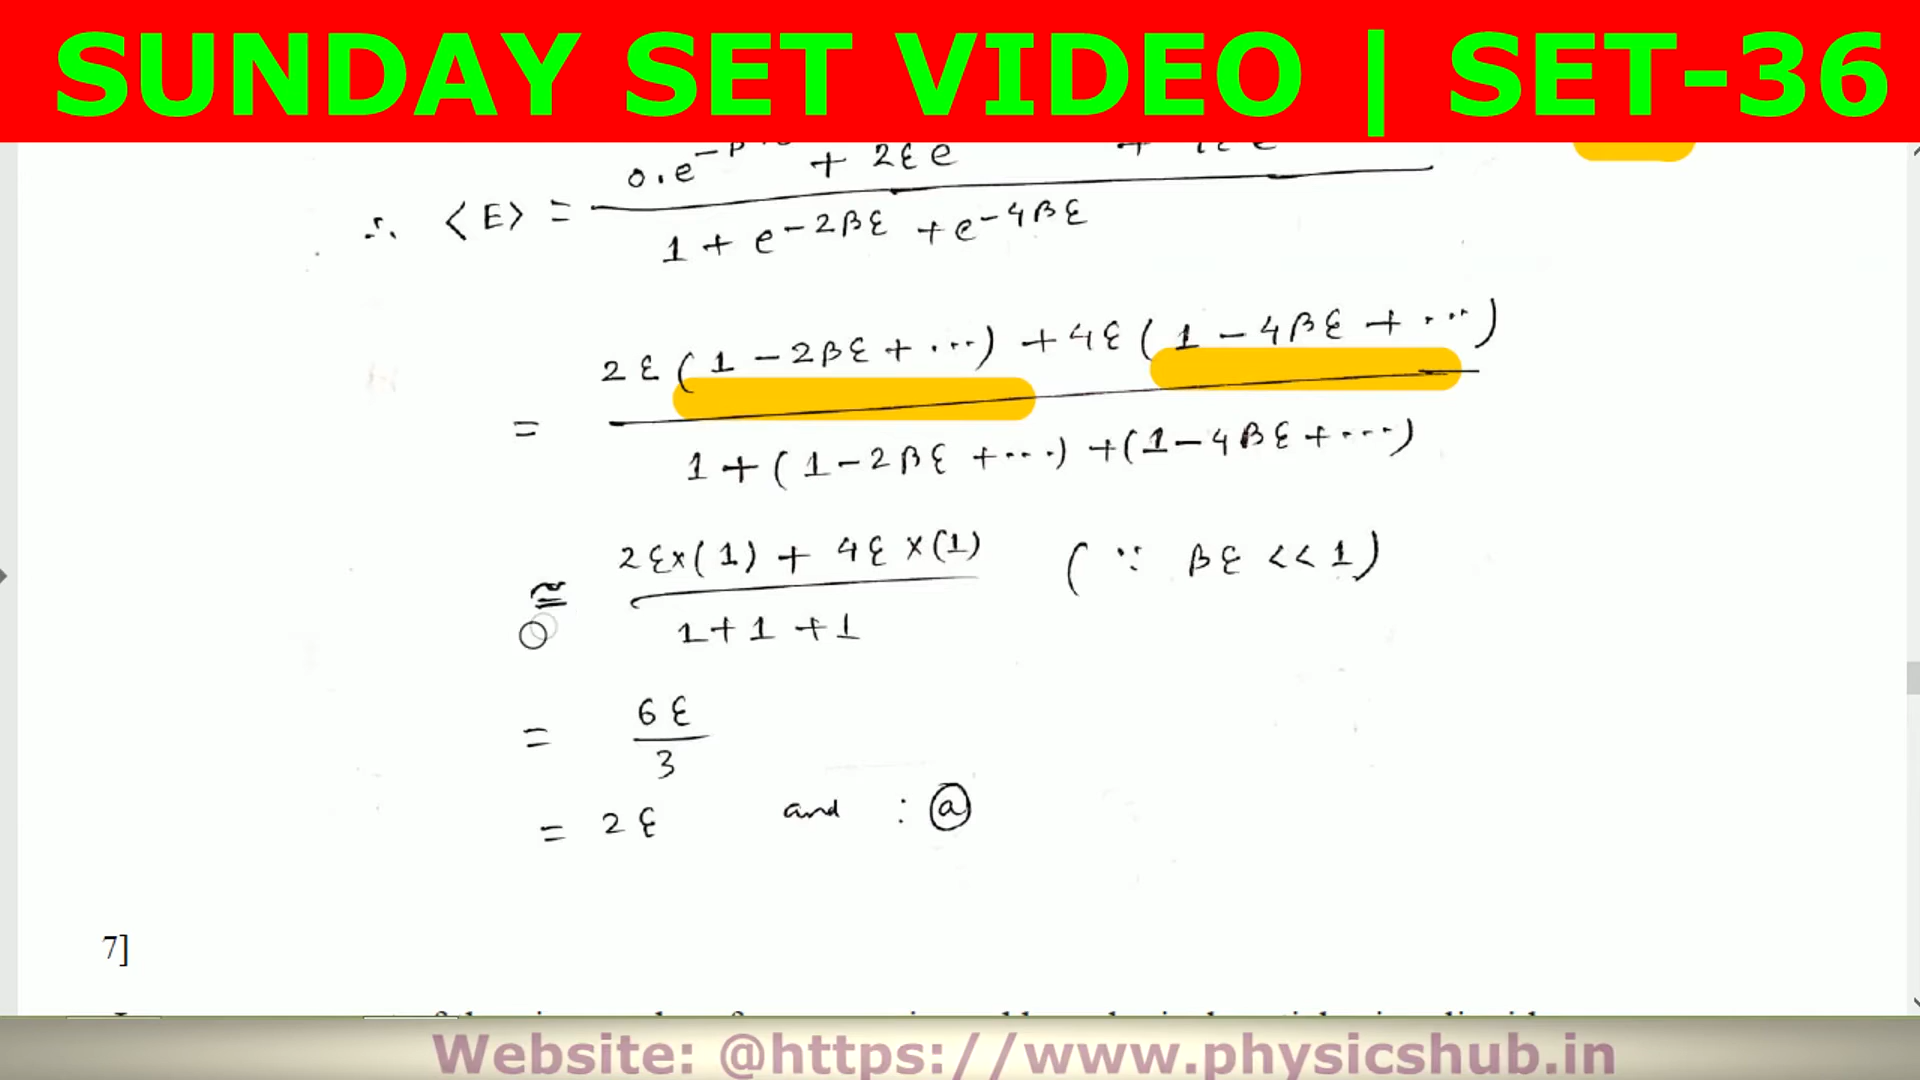 SUNDAY SET VIDEO | SET-36
0.e^-β + 2ε e + e
∴ <E> =
1 + e^-2βε + e^-4βε
2ε(1 - 2βε + ...) + 4ε(1 - 4βε + ...)
=
1 + (1 - 2βε + ...) + (1 - 4βε + ...)
2ε×(1) + 4ε×(1) (∵ βε << 1)
≅
1+1+1
6ε
=
3
= 2ε and : ⓐ
7]
Website: @https://www.physicshub.in